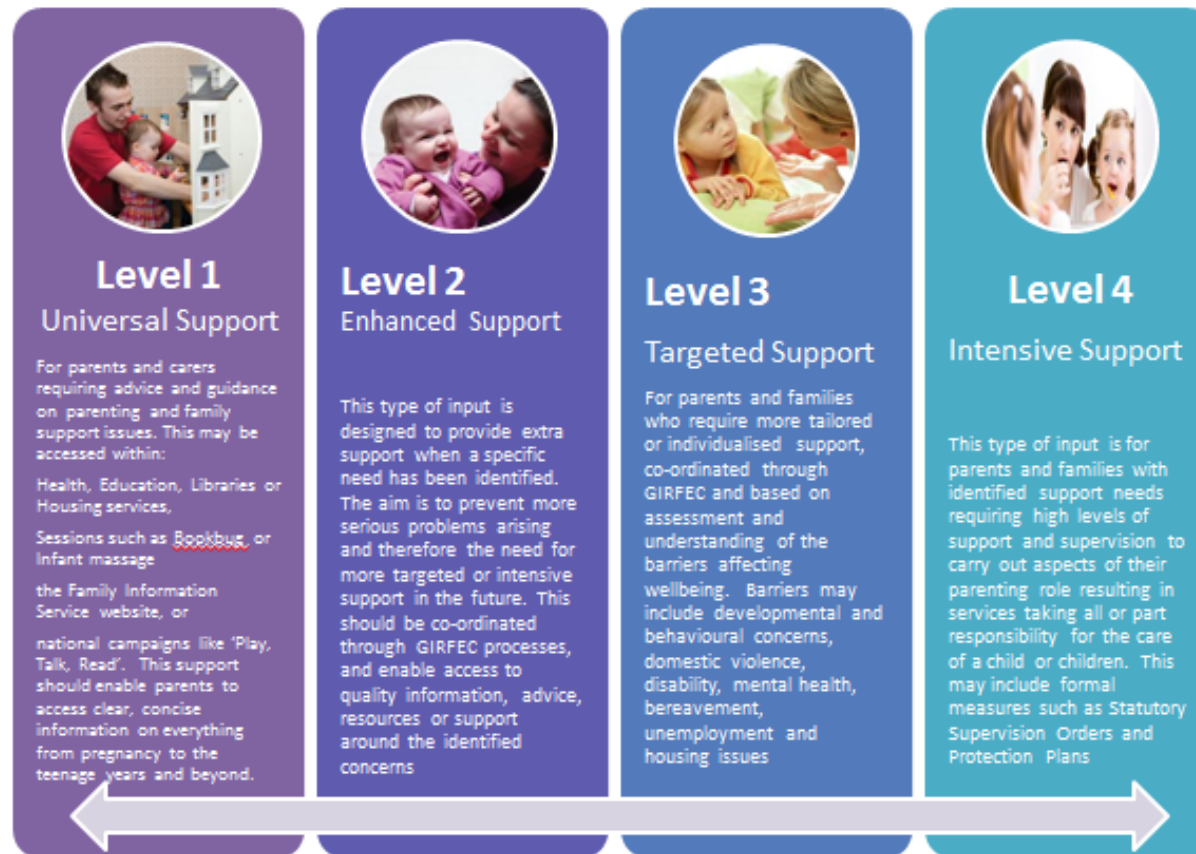 Level 1
Universal Support
For parents and carers
requiring advice and guidance
on parenting and family
support issues. This may be
accessed within:
Health, Education, Libraries or
Housing services,
Sessions such as Bookbug or
Infant massage
the Family Information
Service website, or
national campaigns like 'Play,
Talk, Read'. This support
should enable parents to
access clear, concise
information on everything
from pregnancy to the
teenage years and beyond.
Level 2
Enhanced Support
This type of input is
designed to provide extra
support when a specific
need has been identified.
The aim is to prevent more
serious problems arising
and therefore the need for
more targeted or intensive
support in the future. This
should be co-ordinated
through GIRFEC processes,
and enable access to
quality information, advice,
resources or support
around the identified
concerns
Level 3
Targeted Support
For parents and families
who require more tailored
or individualised support,
co-ordinated through
GIRFEC and based on
assessment and
understanding of the
barriers affecting
wellbeing. Barriers may
include developmental and
behavioural concerns,
domestic violence,
disability, mental health,
bereavement,
unemployment and
housing issues
Level 4
Intensive Support
This type of input is for
parents and families with
identified support needs
requiring high levels of
support and supervision to
carry out aspects of their
parenting role resulting in
services taking all or part
responsibility for the care
of a child or children. This
may include formal
measures such as Statutory
Supervision Orders and
Protection Plans